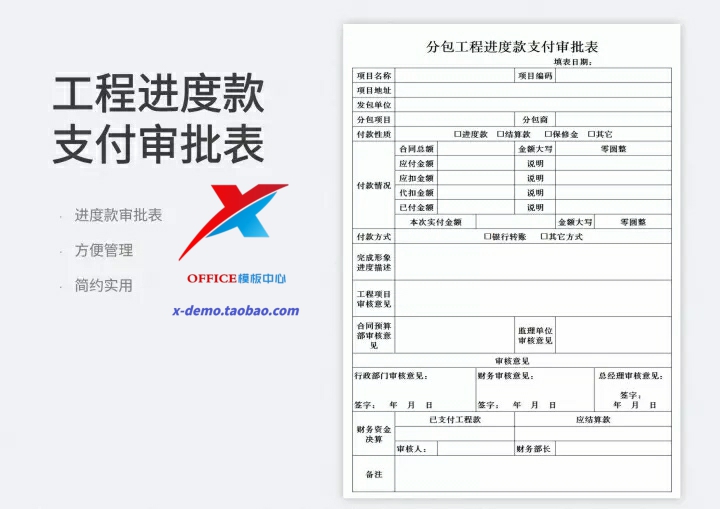 工程进度款
支付审批表
· 进度款审批表
· 方便管理
· 简约实用
OFFICE模板中心
x-demo.taobao.com
分包工程进度款支付审批表
填表日期：
项目名称 项目编码
项目地址
发包单位
分包项目 分包商
付款性质 □进度款 □结算款 □保修金 □其它
付款情况
合同总额 金额大写 零圆整
应付金额 说明
应扣金额 说明
代扣金额 说明
已付金额 说明
本次实付金额 金额大写 零圆整
付款方式 □银行转账 □其它方式
完成形象
进度描述
工程项目
审核意见
合同预算
部审核意
见
监理单位
审核意见
审核意见
行政部门审核意见： 财务审核意见： 总经理审核意见：
签字： 年 月 日 签字： 年 月 日 签字：
年 月 日
财务资金
决算
已支付工程款 应结算款
审核人： 财务部长
备注